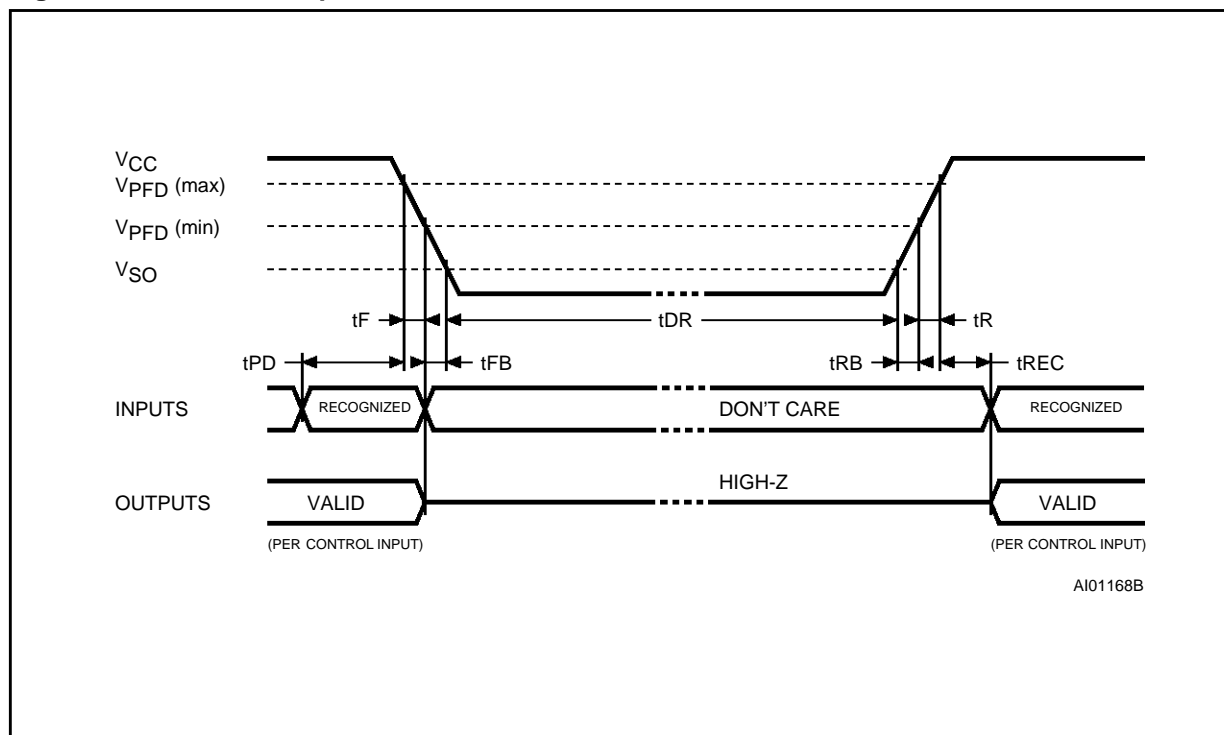 VCC
VPFD (max)
VPFD (min)
VSO
tF
tDR
tR
tPD
tFB
tRB
tREC
INPUTS
RECOGNIZED
DON'T CARE
RECOGNIZED
HIGH-Z
OUTPUTS
VALID
VALID
(PER CONTROL INPUT)
(PER CONTROL INPUT)
AI01168B